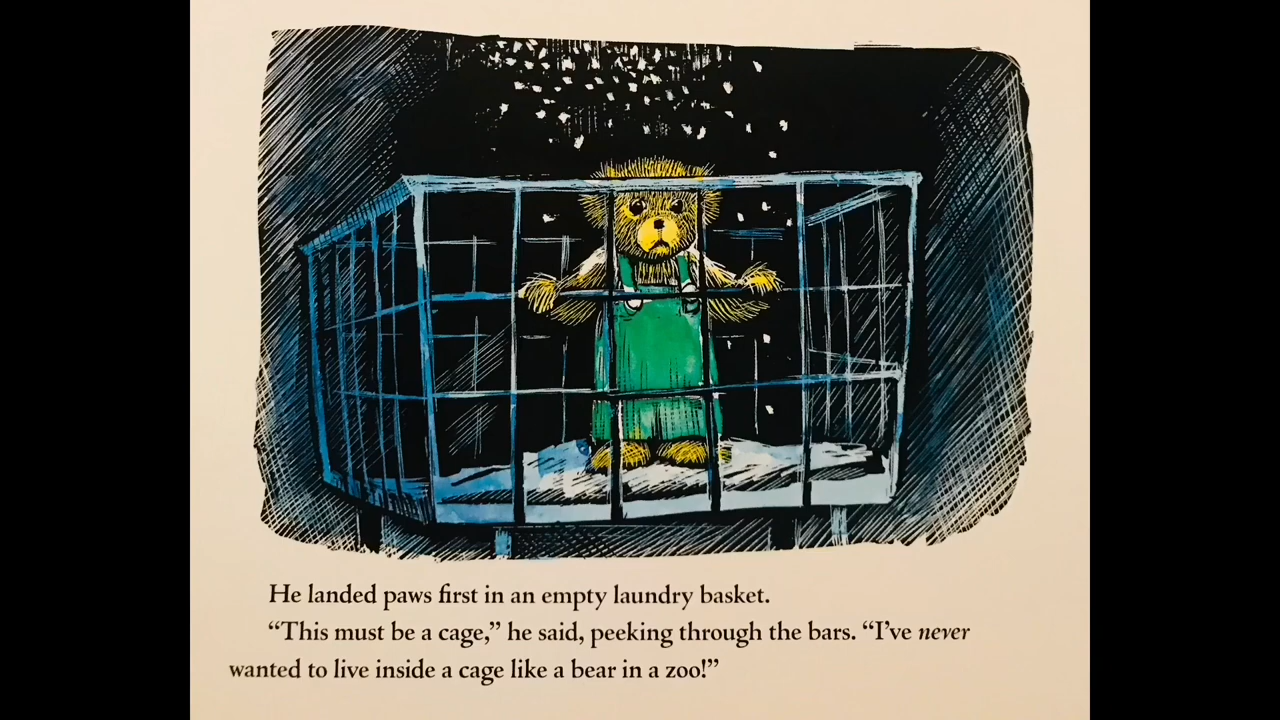 He landed paws first in an empty laundry basket.
“This must be a cage,” he said, peeking through the bars. “I’ve never
wanted to live inside a cage like a bear in a zoo!”